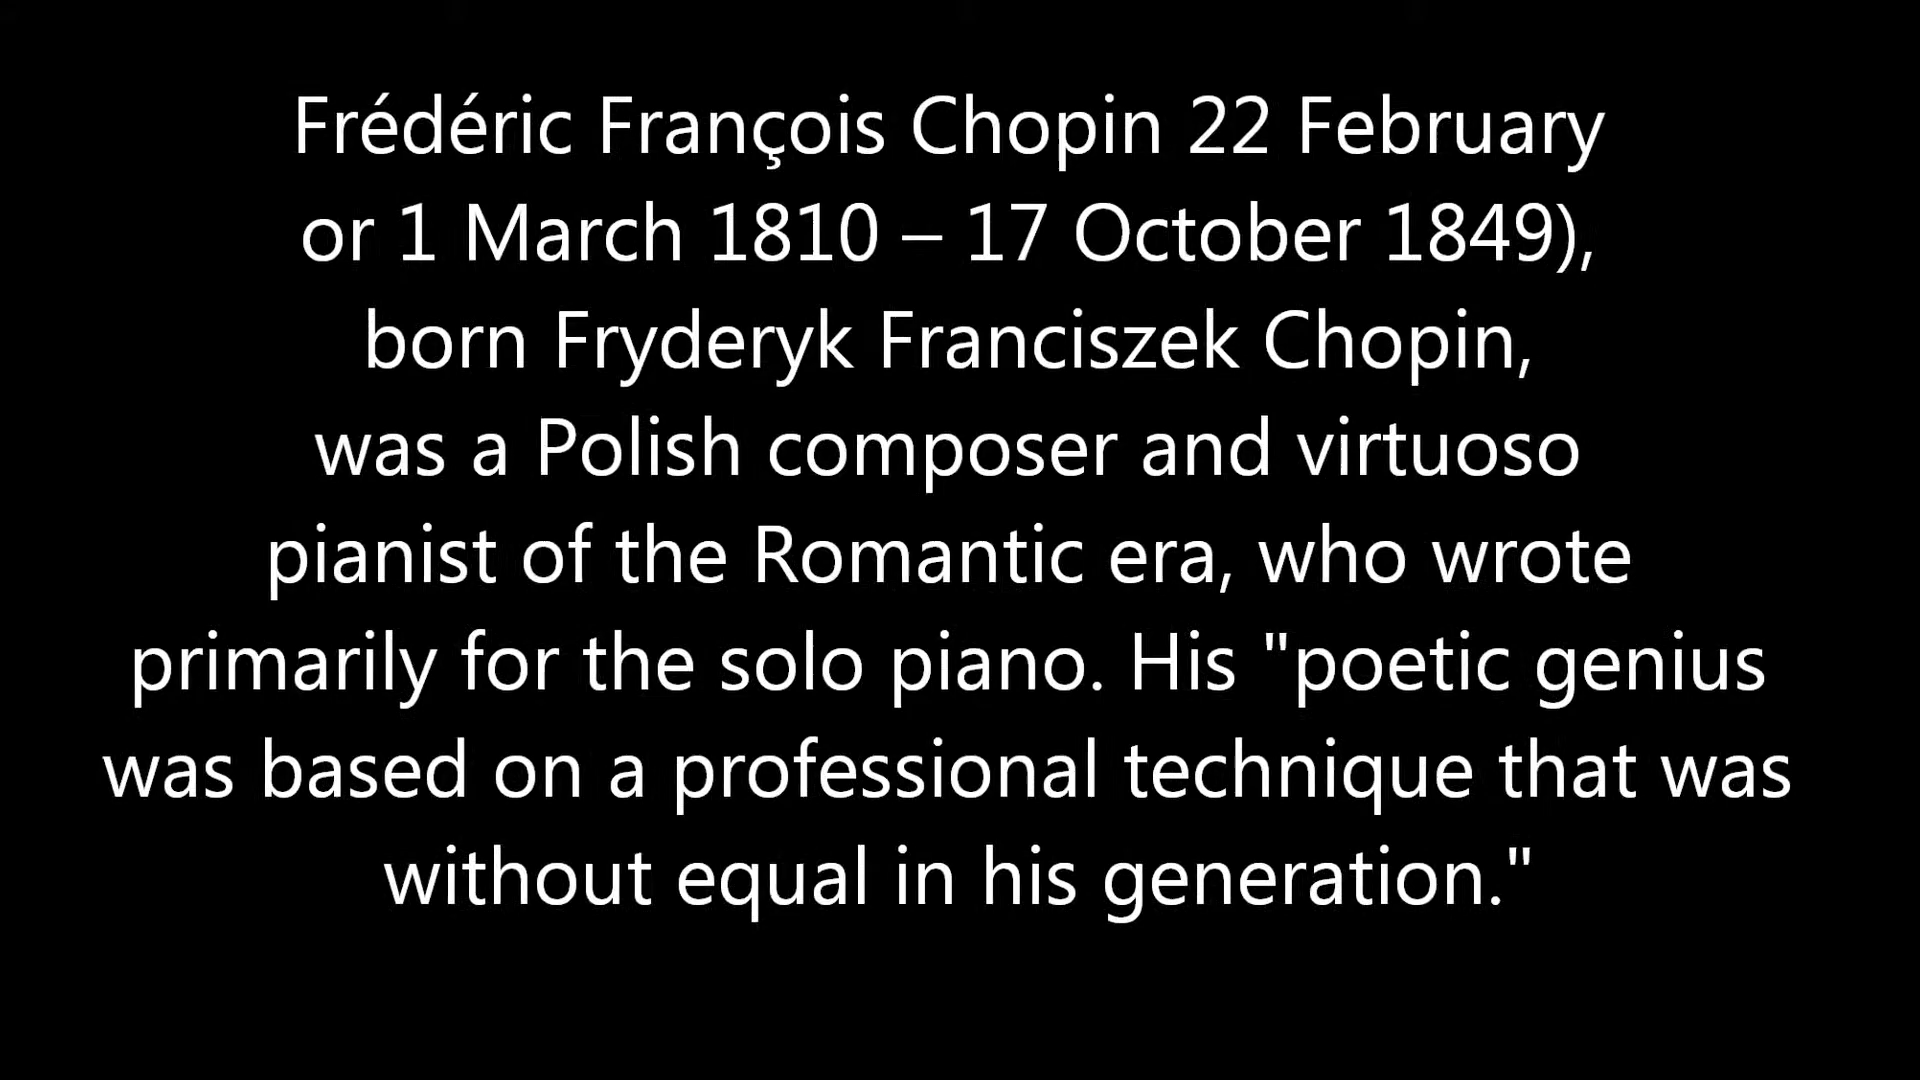 Frédéric François Chopin 22 February
or 1 March 1810 – 17 October 1849),
born Fryderyk Franciszek Chopin,
was a Polish composer and virtuoso
pianist of the Romantic era, who wrote
primarily for the solo piano. His "poetic genius
was based on a professional technique that was
without equal in his generation."